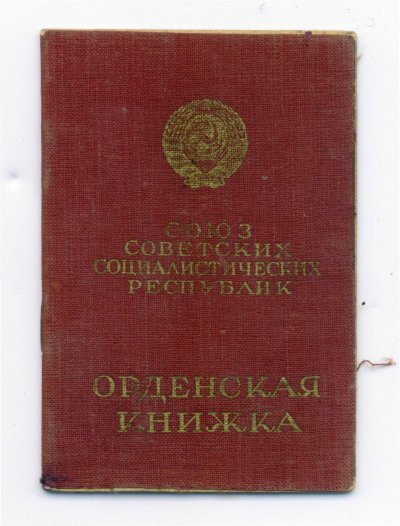 СОЮЗ
СОВЕТСКИХ
СОЦИАЛИСТИЧЕСКИХ
РЕСПУБЛИК
ОРДЕНСКАЯ
КНИЖКА